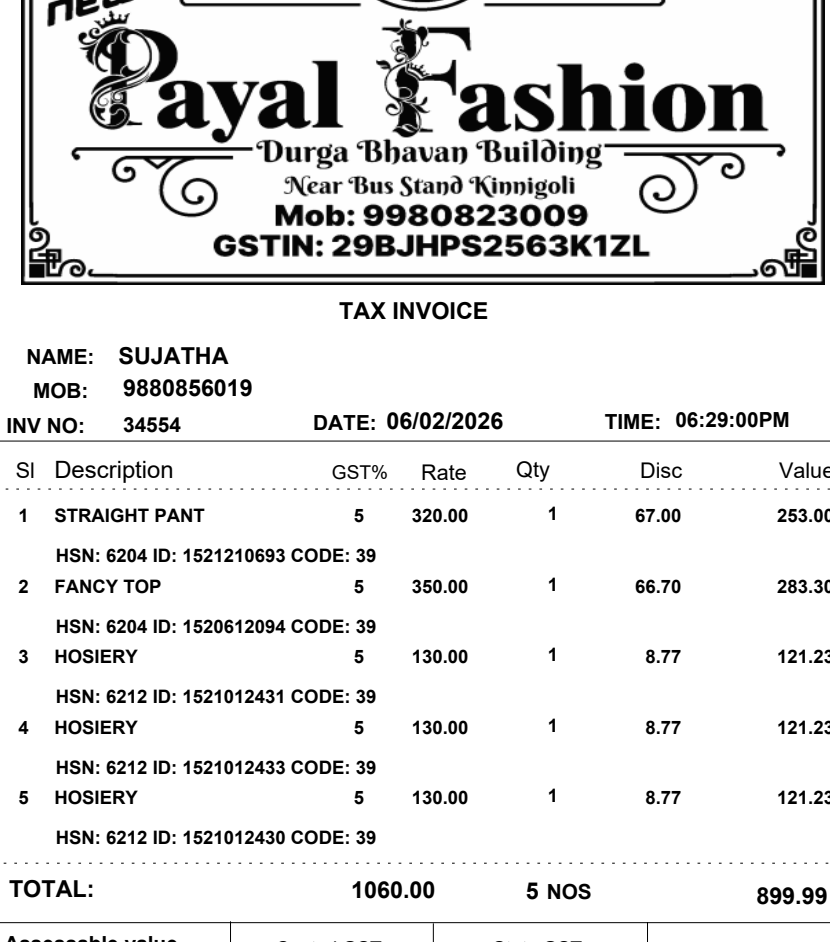 new
Payal Fashion
Durga Bhavan Building
Near Bus Stand Kinnigoli
Mob: 9980823009
GSTIN: 29BJHPS2563K1ZL
TAX INVOICE
NAME: SUJATHA
MOB: 9880856019
INV NO: 34554 DATE: 06/02/2026 TIME: 06:29:00PM
Sl Description GST% Rate Qty Disc Value
1 STRAIGHT PANT 5 320.00 1 67.00 253.00
HSN: 6204 ID: 1521210693 CODE: 39
2 FANCY TOP 5 350.00 1 66.70 283.30
HSN: 6204 ID: 1520612094 CODE: 39
3 HOSIERY 5 130.00 1 8.77 121.23
HSN: 6212 ID: 1521012431 CODE: 39
4 HOSIERY 5 130.00 1 8.77 121.23
HSN: 6212 ID: 1521012433 CODE: 39
5 HOSIERY 5 130.00 1 8.77 121.23
HSN: 6212 ID: 1521012430 CODE: 39
TOTAL: 1060.00 5 NOS 899.99